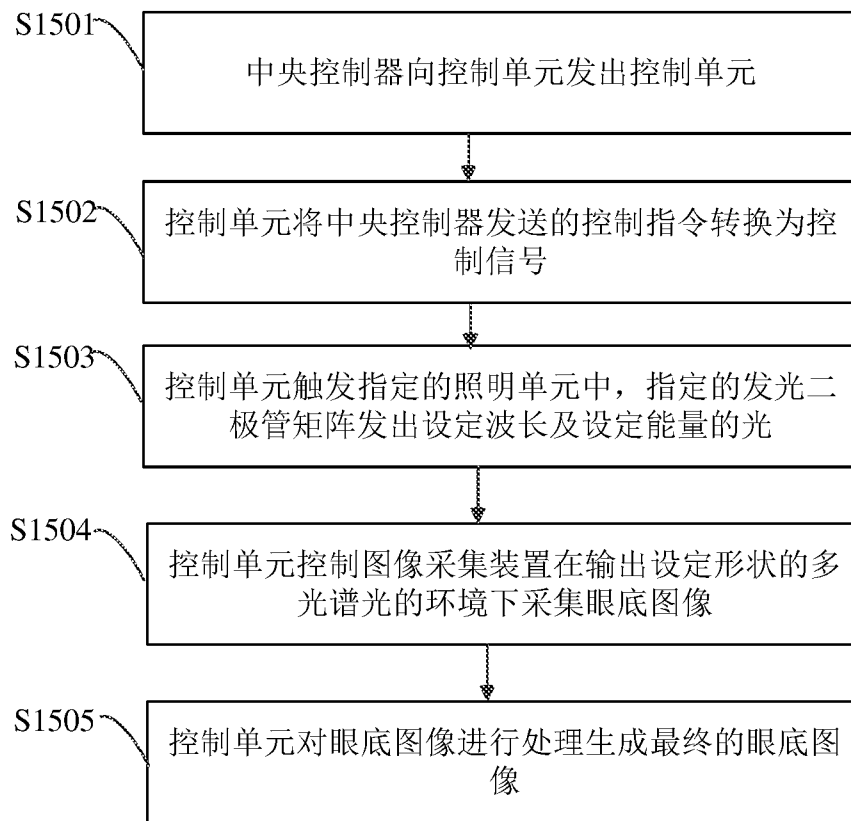 S1501
中央控制器向控制单元发出控制单元
S1502
控制单元将中央控制器发送的控制指令转换为控
制信号
S1503
控制单元触发指定的照明单元中，指定的发光二
极管矩阵发出设定波长及设定能量的光
S1504
控制单元控制图像采集装置在输出设定形状的多
光谱光的环境下采集眼底图像
S1505
控制单元对眼底图像进行处理生成最终的眼底图
像